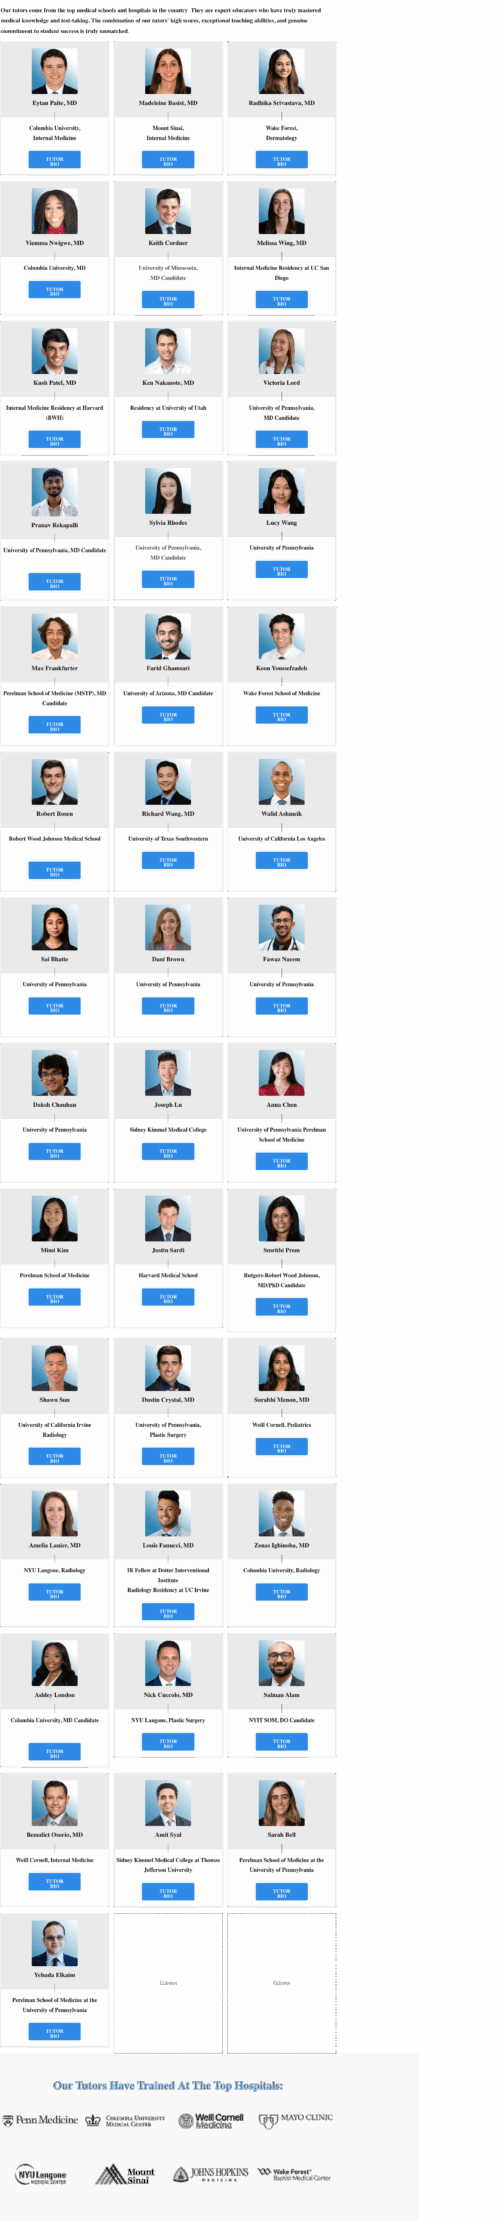 Our tutors come from the top medical schools and hospitals in the country. They are expert educators who have truly mastered
medical knowledge and test-taking. The combination of our tutors' high scores, exceptional teaching abilities, and genuine
commitment to student success is truly unmatched.
Eytan Palte, MD
Columbia University,
Internal Medicine
TUTOR
BIO
Madeleine Basist, MD
Mount Sinai,
Internal Medicine
TUTOR
BIO
Radhika Srivastava, MD
Wake Forest,
Dermatology
TUTOR
BIO
Viemma Nwigwe, MD
Columbia University, MD
TUTOR
BIO
Keith Cordner
University of Minnesota,
MD Candidate
TUTOR
BIO
Melissa Wing, MD
Internal Medicine Residency at UC San
Diego
TUTOR
BIO
Kush Patel, MD
Internal Medicine Residency at Harvard
(BWH)
TUTOR
BIO
Ken Nakanote, MD
Residency at University of Utah
TUTOR
BIO
Victoria Lord
University of Pennsylvania,
MD Candidate
TUTOR
BIO
Pranav Rekapalli
University of Pennsylvania, MD Candidate
TUTOR
BIO
Sylvia Rhodes
University of Pennsylvania,
MD Candidate
TUTOR
BIO
Lucy Wang
University of Pennsylvania
TUTOR
BIO
Max Frankfurter
Perelman School of Medicine (MSTP), MD
Candidate
TUTOR
BIO
Farid Ghamsari
University of Arizona, MD Candidate
TUTOR
BIO
Keon Youssefzadeh
Wake Forest School of Medicine
TUTOR
BIO
Robert Rosen
Robert Wood Johnson Medical School
TUTOR
BIO
Richard Wang, MD
University of Texas Southwestern
TUTOR
BIO
Walid Ashmeik
University of California Los Angeles
TUTOR
BIO
Sai Bhatte
University of Pennsylvania
TUTOR
BIO
Dani Brown
University of Pennsylvania
TUTOR
BIO
Fawaz Naeem
University of Pennsylvania
TUTOR
BIO
Daksh Chauhan
University of Pennsylvania
TUTOR
BIO
Joseph Lu
Sidney Kimmel Medical College
TUTOR
BIO
Anna Chen
University of Pennsylvania Perelman
School of Medicine
TUTOR
BIO
Mimi Kim
Perelman School of Medicine
TUTOR
BIO
Justin Sardi
Harvard Medical School
TUTOR
BIO
Smrithi Prem
Rutgers-Robert Wood Johnson,
MD/PhD Candidate
TUTOR
BIO
Shawn Sun
University of California Irvine
Radiology
TUTOR
BIO
Dustin Crystal, MD
University of Pennsylvania,
Plastic Surgery
TUTOR
BIO
Surabhi Menon, MD
Weill Cornell, Pediatrics
TUTOR
BIO
Amelia Lanier, MD
NYU Langone, Radiology
TUTOR
BIO
Louis Fanucci, MD
IR Fellow at Dotter Interventional
Institute
Radiology Residency at UC Irvine
TUTOR
BIO
Zenas Igbinoba, MD
Columbia University, Radiology
TUTOR
BIO
Ashley London
Columbia University, MD Candidate
TUTOR
BIO
Nick Cuccolo, MD
NYU Langone, Plastic Surgery
TUTOR
BIO
Salman Alam
NYIT SOM, DO Candidate
TUTOR
BIO
Benedict Osorio, MD
Weill Cornell, Internal Medicine
TUTOR
BIO
Amit Syal
Sidney Kimmel Medical College at Thomas
Jefferson University
TUTOR
BIO
Sarah Bell
Perelman School of Medicine at the
University of Pennsylvania
TUTOR
BIO
Yehuda Elkaim
Perelman School of Medicine at the
University of Pennsylvania
TUTOR
BIO
Column
Column
Our Tutors Have Trained At The Top Hospitals:
Penn Medicine
COLUMBIA UNIVERSITY
MEDICAL CENTER
Weill Cornell
Medicine
MAYO CLINIC
NYU Langone
MEDICAL CENTER
Mount
Sinai
JOHNS HOPKINS
MEDICINE
Wake Forest
Baptist Medical Center